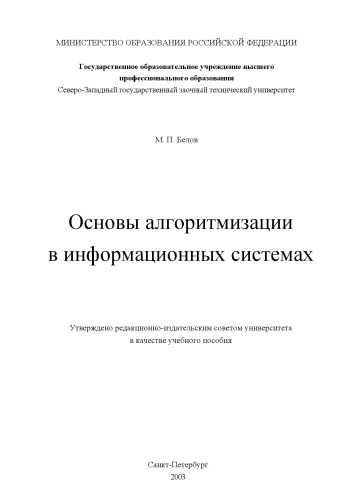 МИНИСТЕРСТВО ОБРАЗОВАНИЯ РОССИЙСКОЙ ФЕДЕРАЦИИ
Государственное образовательное учреждение высшего
профессионального образования
Северо-Западный государственный заочный технический университет
М. П. Белов
Основы алгоритмизации
в информационных системах
Утверждено редакционно-издательским советом университета
в качестве учебного пособия
Санкт-Петербург
2003